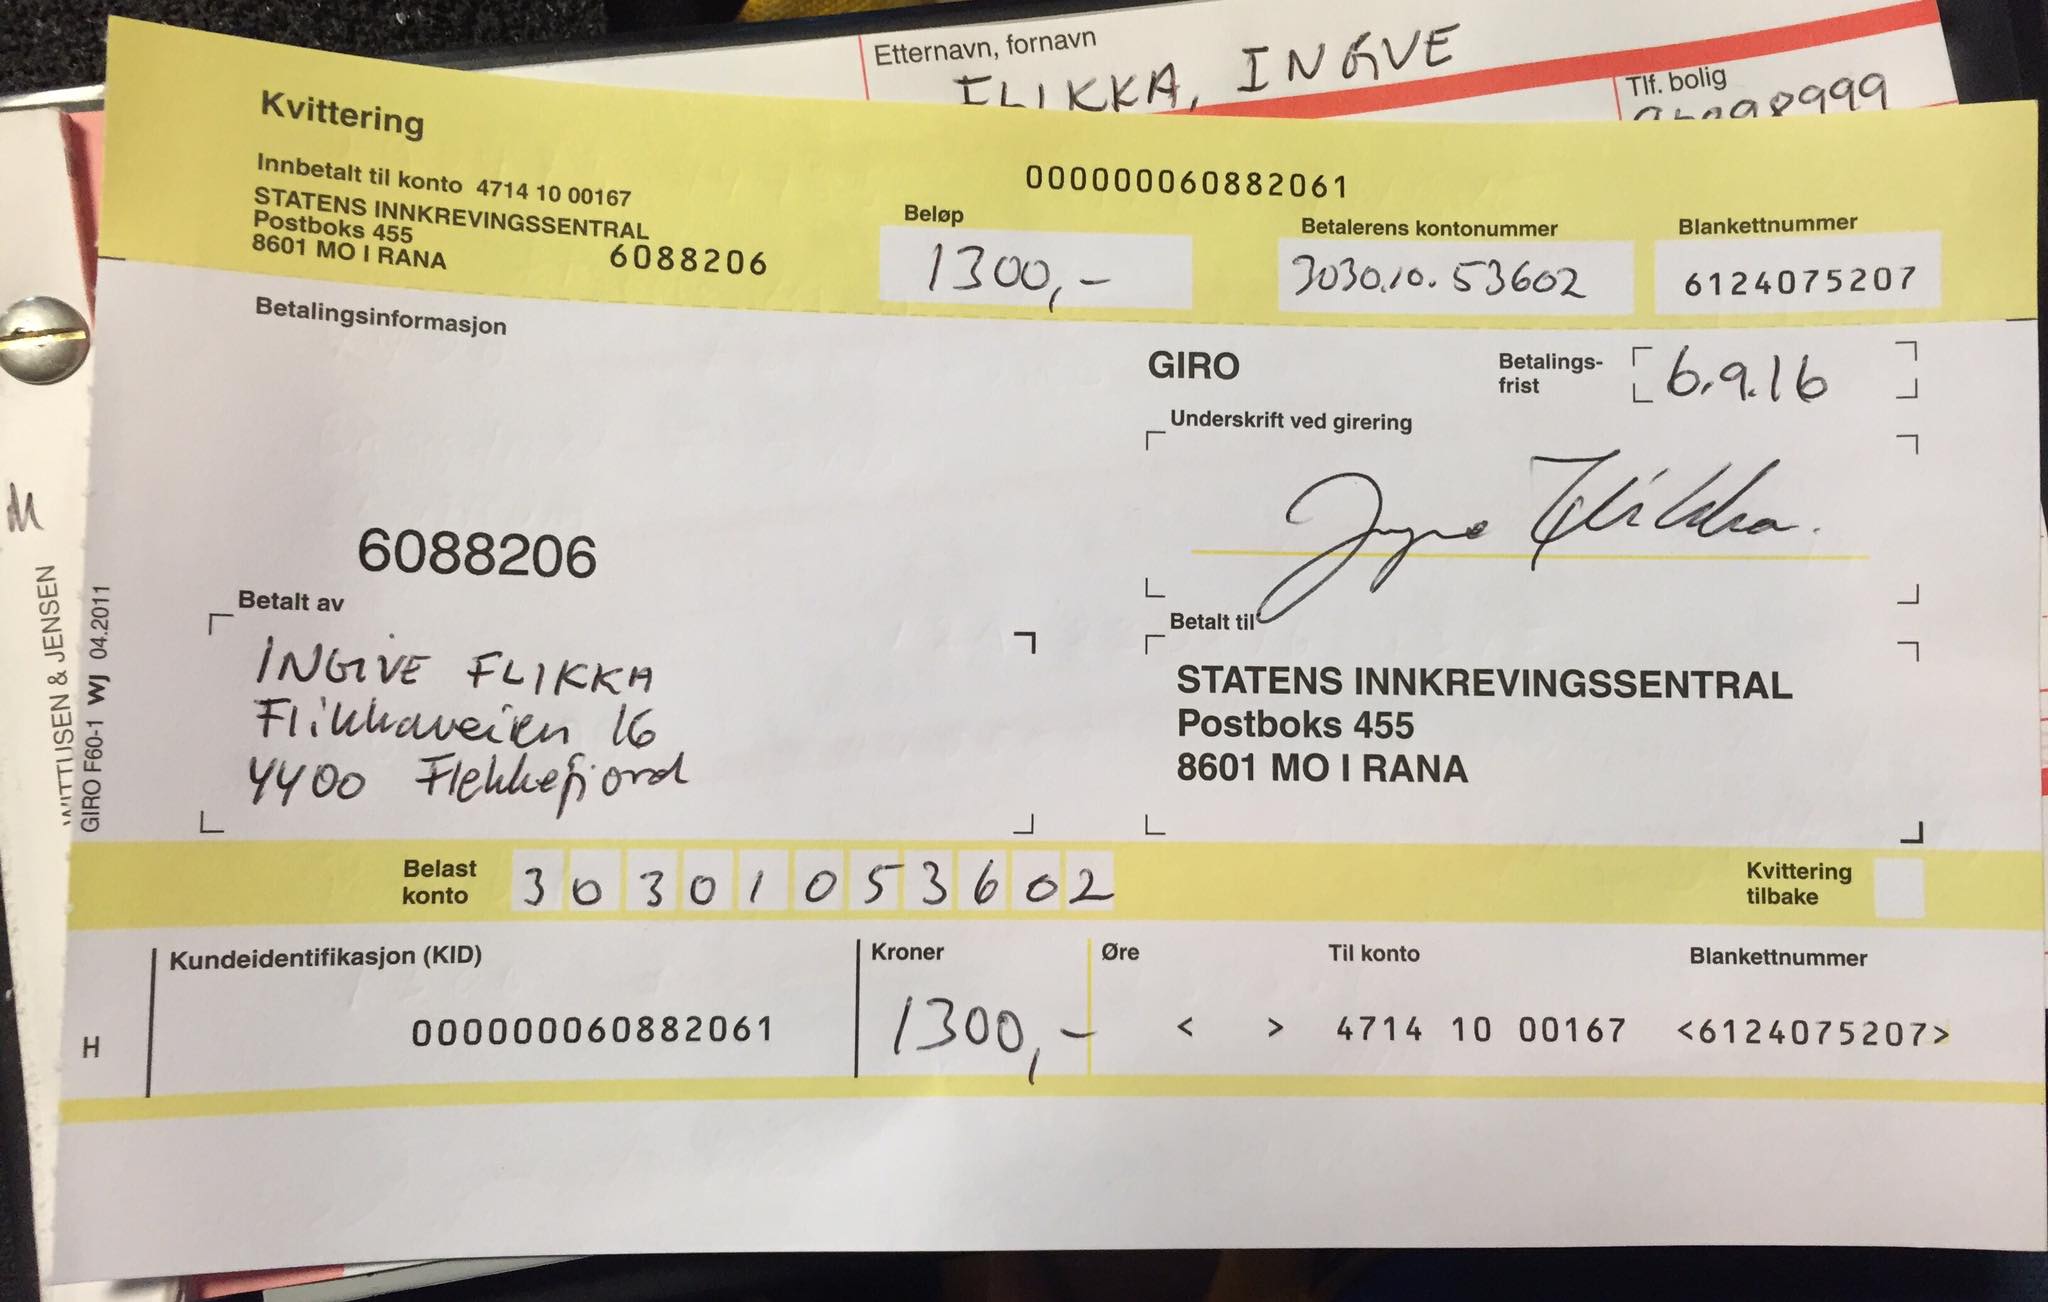 Etternavn, fornavn
FLIKKA, INGVE
Tlf. bolig
Kvittering
Innbetalt til konto 4714 10 00167
STATENS INNKREVINGSSENTRAL
Postboks 455
8601 MO I RANA
6088206
000000060882061
Beløp
1300,-
Betalerens kontonummer
3030.10.53602
Blankettnummer
6124075207
Betalingsinformasjon
GIRO
Betalings-
frist
6.9.16
Underskrift ved girering
Ingve Flikka
6088206
Betalt av
INGVE FLIKKA
Flikkaveien 16
4400 Flekkefjord
Betalt til
STATENS INNKREVINGSSENTRAL
Postboks 455
8601 MO I RANA
WITTUSEN & JENSEN
GIRO F60-1 WJ 04.2011
Belast
konto
30301053602
Kvittering
tilbake
Kundeidentifikasjon (KID)
Kroner
Øre
Til konto
Blankettnummer
H
000000060882061
1300,-
< >
4714 10 00167
<6124075207>